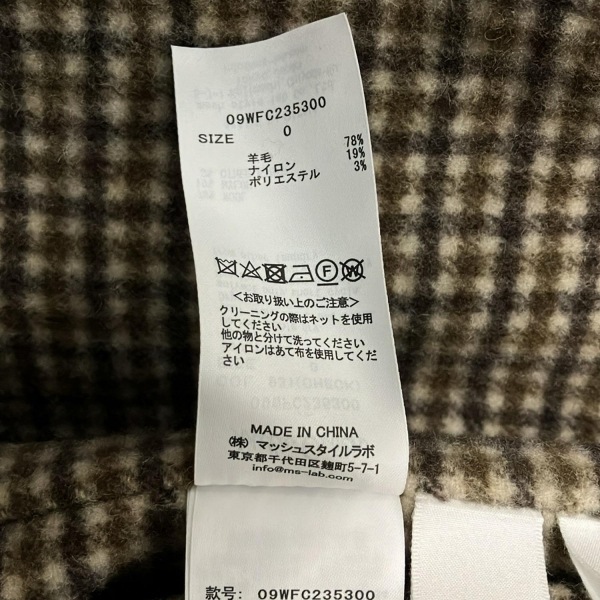 09WFC235300
SIZE 0
羊毛 78%
ナイロン 19%
ポリエステル 3%
F W
<お取り扱い上のご注意>
クリーニングの際はネットを使用
してください
他の物と分けて洗ってください
アイロンはあて布を使用してくだ
さい
MADE IN CHINA
(株) マッシュスタイルラボ
東京都千代田区麹町5-7-1
info@ms-lab.com
款号: 09WFC235300